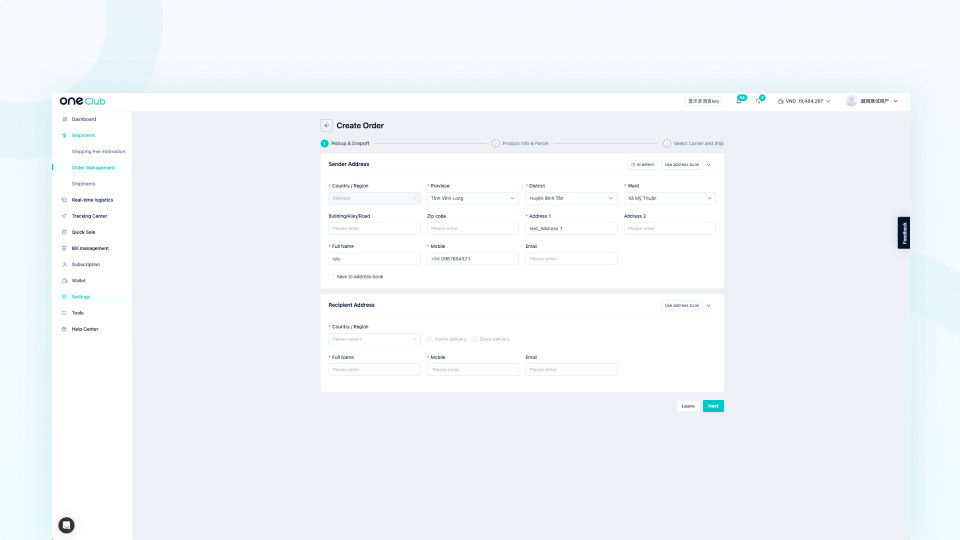 oneClub
显示多语言key
VND 19,464,267
越南测试用户
Dashboard
Shipments
Shipping Fee Estimation
Order Management
Shipments
Real-time logistics
Tracking Center
Quick Sale
Bill management
Subscription
Wallet
Settings
Tools
Help Center
Create Order
1 Pickup & Dropoff
2 Product Info & Parcel
3 Select Carrier and Ship
Sender Address
AI detect
Use address book
* Country / Region
* Province
* District
* Ward
Vietnam
Tỉnh Vĩnh Long
Huyện Bình Tân
Xã Mỹ Thuận
Building/Alley/Road
Zip code
* Address 1
Address 2
Please enter
Please enter
test_Address 1
Please enter
* Full Name
* Mobile
Email
lulu
+84 0987654321
Please enter
Save to address book
Recipient Address
Use address book
* Country / Region
Please select
Home delivery
Store delivery
* Full Name
* Mobile
Email
Please enter
Please enter
Please enter
Leave
Next
Feedback